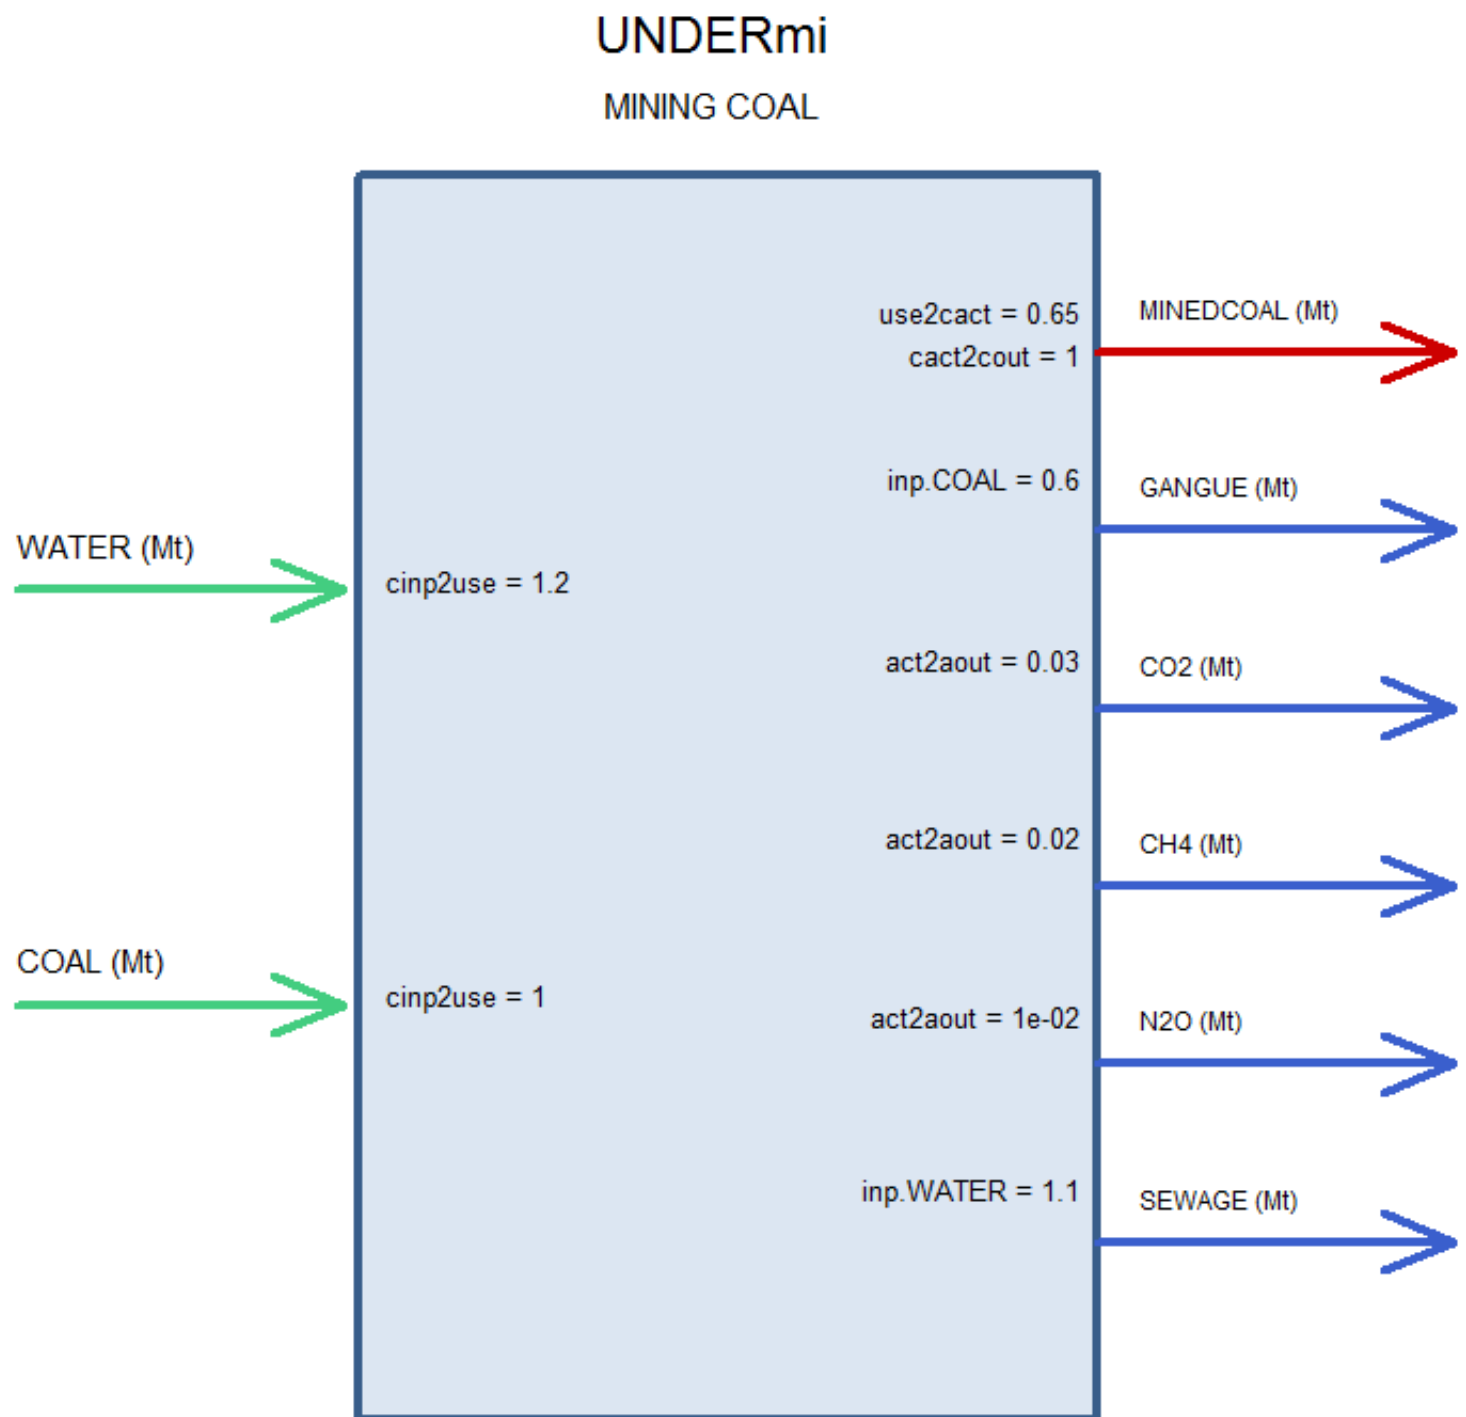 UNDERmi
MINING COAL
use2cact = 0.65
MINEDCOAL (Mt)
cact2cout = 1
inp.COAL = 0.6
GANGUE (Mt)
WATER (Mt)
cinp2use = 1.2
act2aout = 0.03
CO2 (Mt)
act2aout = 0.02
CH4 (Mt)
COAL (Mt)
cinp2use = 1
act2aout = 1e-02
N2O (Mt)
inp.WATER = 1.1
SEWAGE (Mt)